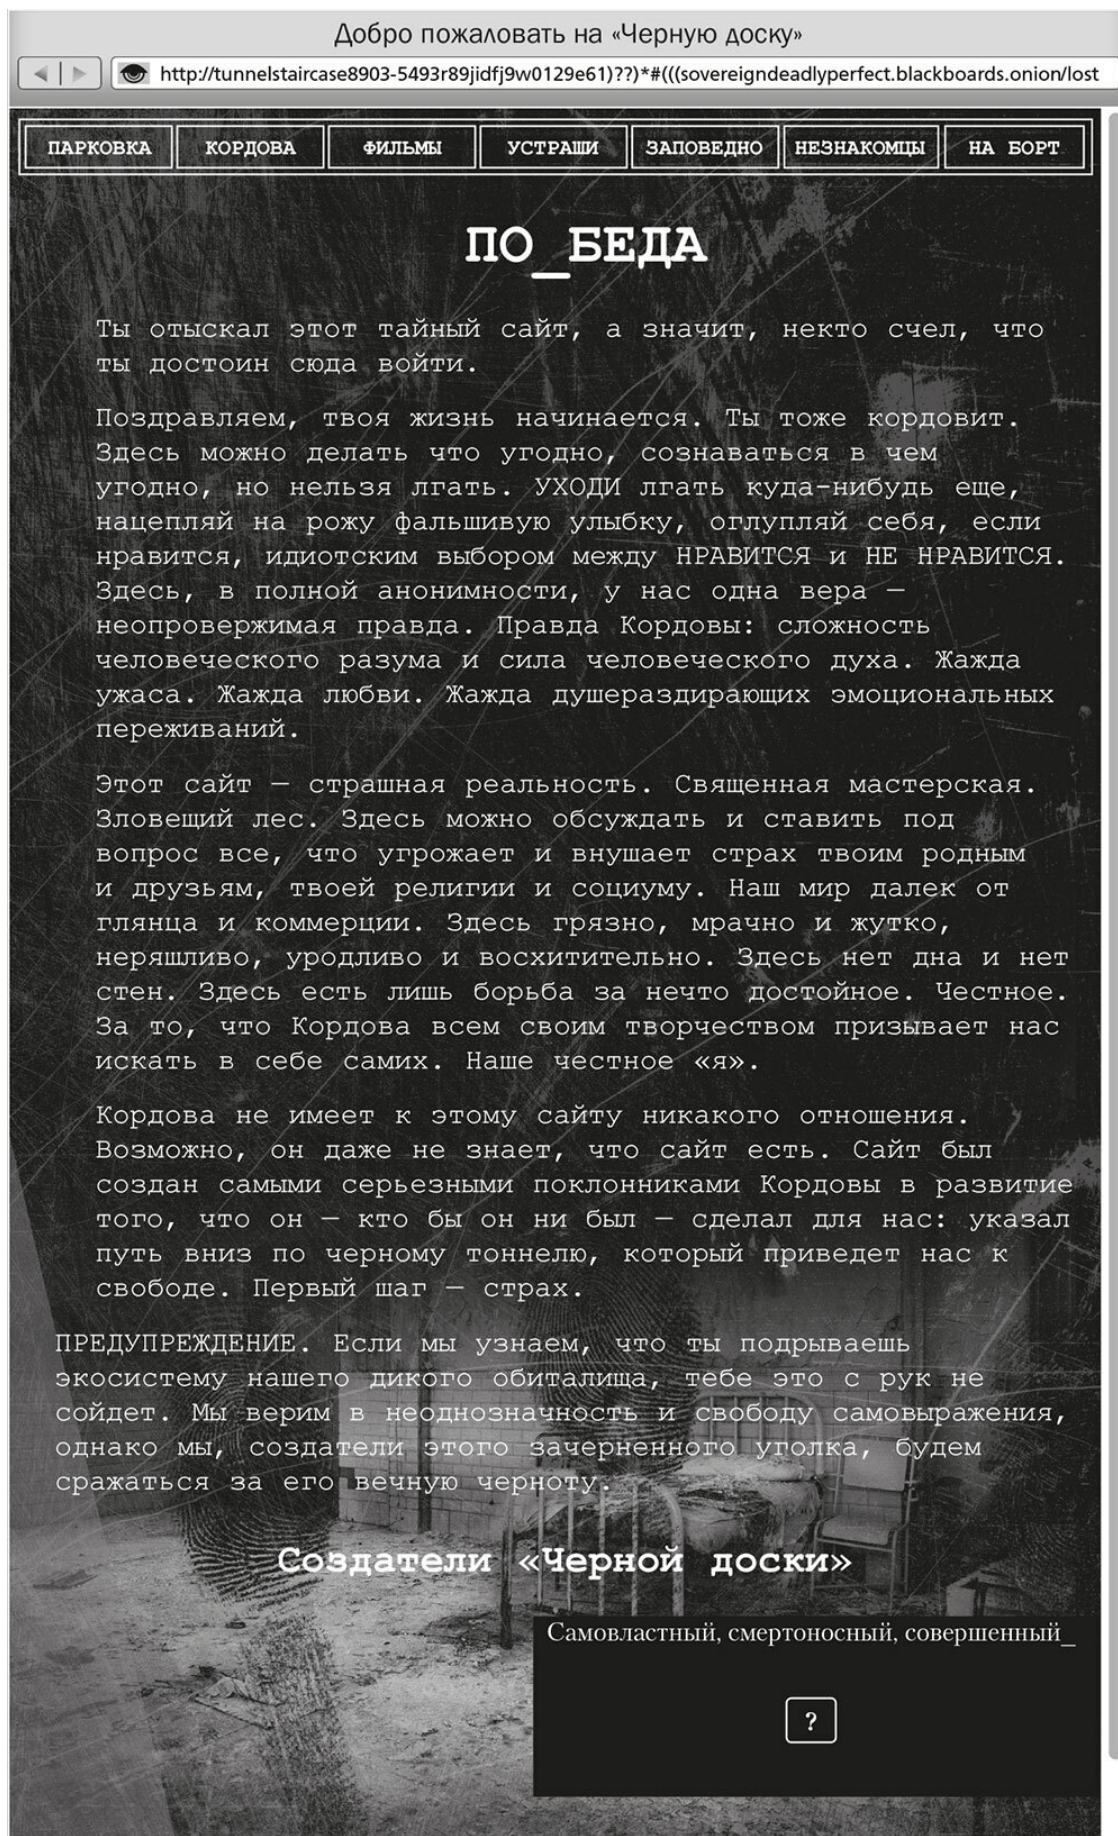 Добро пожаловать на «Черную доску»
http://tunnelstaircase8903-5493r89jidfj9w0129e61)??)*#(((sovereigndeadlyperfect.blackboards.onion/lost
ПАРКОВКА КОРДОВА ФИЛЬМЫ УСТРАШИ ЗАПОВЕДНО НЕЗНАКОМЦЫ НА БОРТ
ПО_БЕДА
Ты отыскал этот тайный сайт, а значит, некто счел, что
ты достоин сюда войти.
Поздравляем, твоя жизнь начинается. Ты тоже кордовит.
Здесь можно делать что угодно, сознаваться в чем
угодно, но нельзя лгать. УХОДИ лгать куда-нибудь еще,
нацепляй на рожу фальшивую улыбку, оглупляй себя, если
нравится, идиотским выбором между НРАВИТСЯ и НЕ НРАВИТСЯ.
Здесь, в полной анонимности, у нас одна вера —
неопровержимая правда. Правда Кордовы: сложность
человеческого разума и сила человеческого духа. Жажда
ужаса. Жажда любви. Жажда душераздирающих эмоциональных
переживаний.
Этот сайт — страшная реальность. Священная мастерская.
Зловещий лес. Здесь можно обсуждать и ставить под
вопрос все, что угрожает и внушает страх твоим родным
и друзьям, твоей религии и социуму. Наш мир далек от
глянца и коммерции. Здесь грязно, мрачно и жутко,
неряшливо, уродливо и восхитительно. Здесь нет дна и нет
стен. Здесь есть лишь борьба за нечто достойное. Честное.
За то, что Кордова всем своим творчеством призывает нас
искать в себе самих. Наше честное «я».
Кордова не имеет к этому сайту никакого отношения.
Возможно, он даже не знает, что сайт есть. Сайт был
создан самыми серьезными поклонниками Кордовы в развитие
того, что он — кто бы он ни был — сделал для нас: указал
путь вниз по черному тоннелю, который приведет нас к
свободе. Первый шаг — страх.
ПРЕДУПРЕЖДЕНИЕ. Если мы узнаем, что ты подрываешь
экосистему нашего дикого обиталища, тебе это с рук не
сойдет. Мы верим в неоднозначность и свободу самовыражения,
однако мы, создатели этого зачерненного уголка, будем
сражаться за его вечную черноту.
Создатели «Черной доски»
Самовластный, смертоносный, совершенный_
?